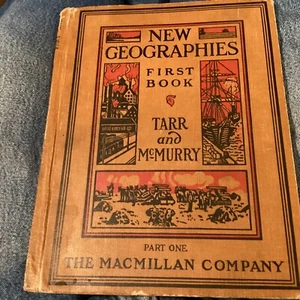 NEW
GEOGRAPHIES
FIRST
BOOK
TARR
and
McMURRY
PART ONE
THE MACMILLAN COMPANY